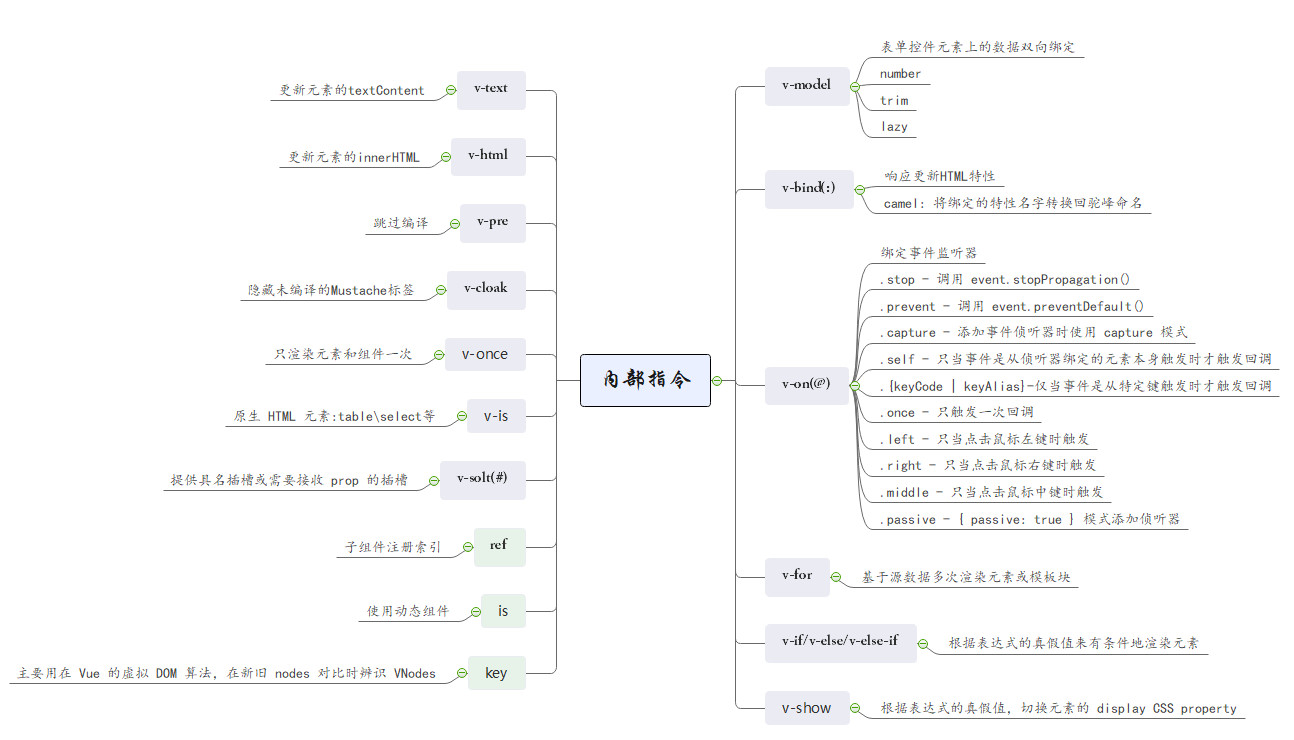 内部指令
v-text
更新元素的textContent
v-html
更新元素的innerHTML
v-pre
跳过编译
v-cloak
隐藏未编译的Mustache标签
v-once
只渲染元素和组件一次
v-is
原生 HTML 元素:table\select等
v-solt(#)
提供具名插槽或需要接收 prop 的插槽
ref
子组件注册索引
is
使用动态组件
key
主要用在 Vue 的虚拟 DOM 算法，在新旧 nodes 对比时辨识 VNodes
v-model
表单控件元素上的数据双向绑定
number
trim
lazy
v-bind(:)
响应更新HTML特性
camel: 将绑定的特性名字转换回驼峰命名
v-on(@)
绑定事件监听器
.stop - 调用 event.stopPropagation()
.prevent - 调用 event.preventDefault()
.capture - 添加事件侦听器时使用 capture 模式
.self - 只当事件是从侦听器绑定的元素本身触发时才触发回调
.{keyCode | keyAlias}-仅当事件是从特定键触发时才触发回调
.once - 只触发一次回调
.left - 只当点击鼠标左键时触发
.right - 只当点击鼠标右键时触发
.middle - 只当点击鼠标中键时触发
.passive - { passive: true } 模式添加侦听器
v-for
基于源数据多次渲染元素或模板块
v-if/v-else/v-else-if
根据表达式的真假值来有条件地渲染元素
v-show
根据表达式的真假值，切换元素的 display CSS property